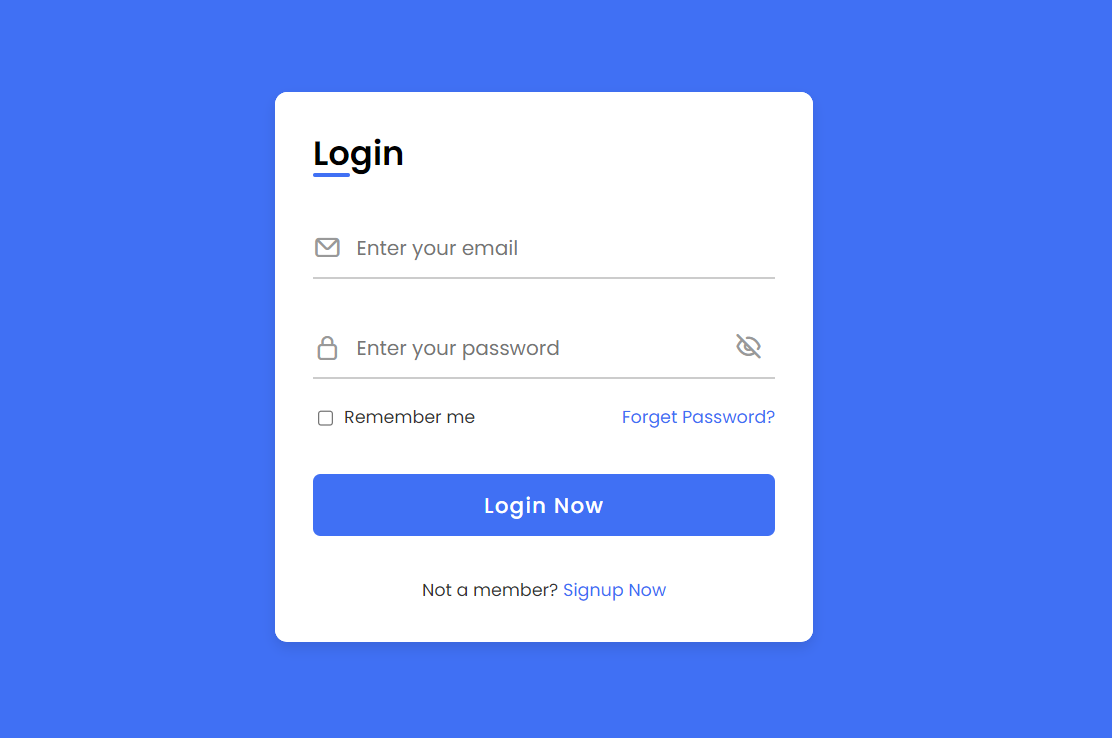 Login
Enter your email
Enter your password
Remember me Forget Password?
Login Now
Not a member? Signup Now